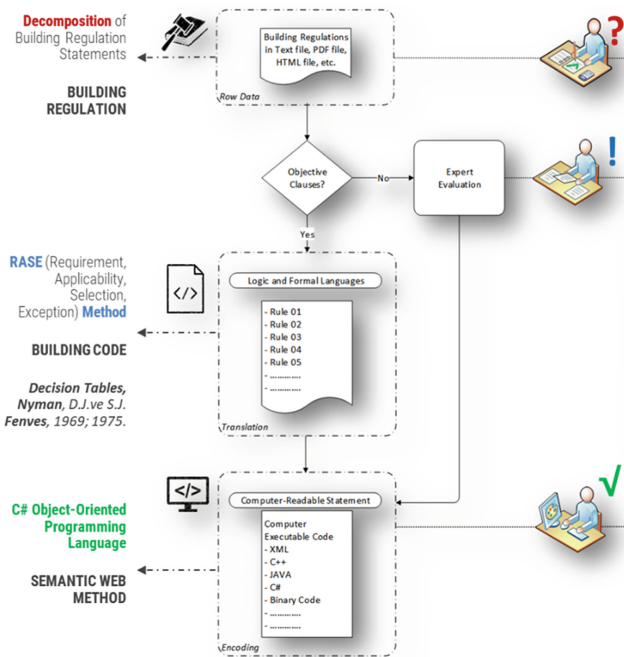 Decomposition of
Building Regulation
Statements
BUILDING
REGULATION
Building Regulations
in Text file, PDF file,
HTML file, etc.
Row Data
?
Objective
Clauses?
No
Expert
Evaluation
!
Yes
RASE (Requirement,
Applicability,
Selection,
Exception) Method
BUILDING CODE
Decision Tables,
Nyman, D.J.ve S.J.
Fenves, 1969; 1975.
</>
Logic and Formal Languages
- Rule 01
- Rule 02
- Rule 03
- Rule 04
- Rule 05
- ............
- ............
Translation
C# Object-Oriented
Programming
Language
SEMANTIC WEB
METHOD
</>
Computer-Readable Statement
Computer
Executable Code
- XML
- C++
- JAVA
- C#
- Binary Code
- ............
- ............
Encoding
√